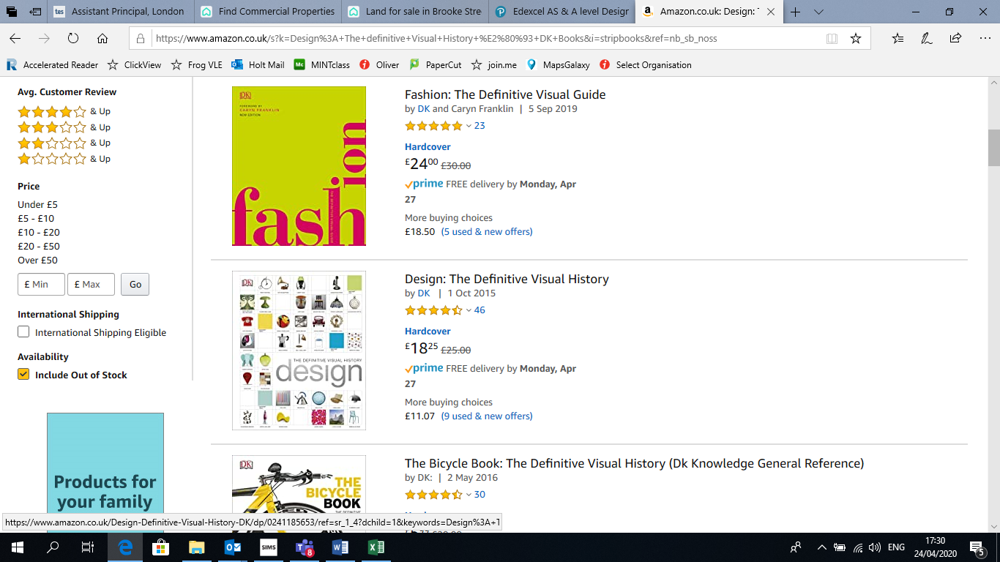 tes Assistant Principal, London
Find Commercial Properties
Land for sale in Brooke Stre
Edexcel AS & A level Design
a Amazon.co.uk: Design: T
https://www.amazon.co.uk/s?k=Design%3A+The+definitive+Visual+History+%E2%80%93+DK+Books&i=stripbooks&ref=nb_sb_noss
Accelerated Reader ClickView Frog VLE Holt Mail Mc MINTclass Oliver PaperCut join.me MapsGalaxy Select Organisation
Avg. Customer Review
& Up
& Up
& Up
& Up
Price
Under £5
£5 - £10
£10 - £20
£20 - £50
Over £50
£ Min £ Max Go
International Shipping
International Shipping Eligible
Availability
Include Out of Stock
Products for
your family
DK
FOREWORD BY
CARYN FRANKLIN
NEW EDITION
fashion
THE DEFINITIVE VISUAL GUIDE
Fashion: The Definitive Visual Guide
by DK and Caryn Franklin | 5 Sep 2019
23
Hardcover
£2400 £30.00
prime FREE delivery by Monday, Apr
27
More buying choices
£18.50 (5 used & new offers)
DK
THE DEFINITIVE VISUAL HISTORY
design
Design: The Definitive Visual History
by DK | 1 Oct 2015
46
Hardcover
£1825 £25.00
prime FREE delivery by Monday, Apr
27
More buying choices
£11.07 (9 used & new offers)
DK
THE
BICYCLE
BOOK
THE DEFINITIVE
The Bicycle Book: The Definitive Visual History (Dk Knowledge General Reference)
by DK: | 2 May 2016
30
https://www.amazon.co.uk/Design-Definitive-Visual-History-DK/dp/0241185653/ref=sr_1_4?dchild=1&keywords=Design%3A+T
SIMS
8
ENG
17:30
24/04/2020
5